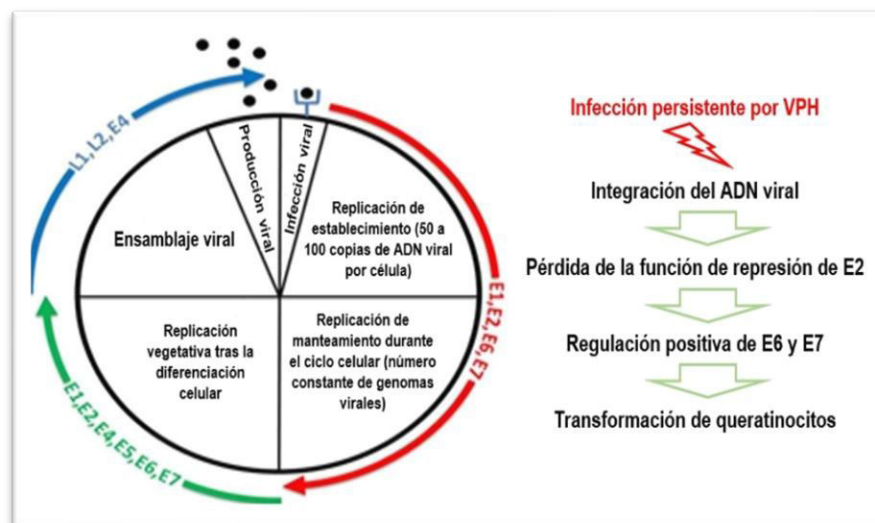 L1, L2, E4
Producción viral
Infección viral
Ensamblaje viral
Replicación de
establecimiento (50 a
100 copias de ADN viral
por célula)
E1,E2,E6,E7
Replicación
vegetativa tras la
diferenciación
celular
Replicación de
manteamiento durante
el ciclo celular (número
constante de genomas
virales)
E1,E2,E4,E5,E6,E7
Infección persistente por VPH
Integración del ADN viral
Pérdida de la función de represión de E2
Regulación positiva de E6 y E7
Transformación de queratinocitos